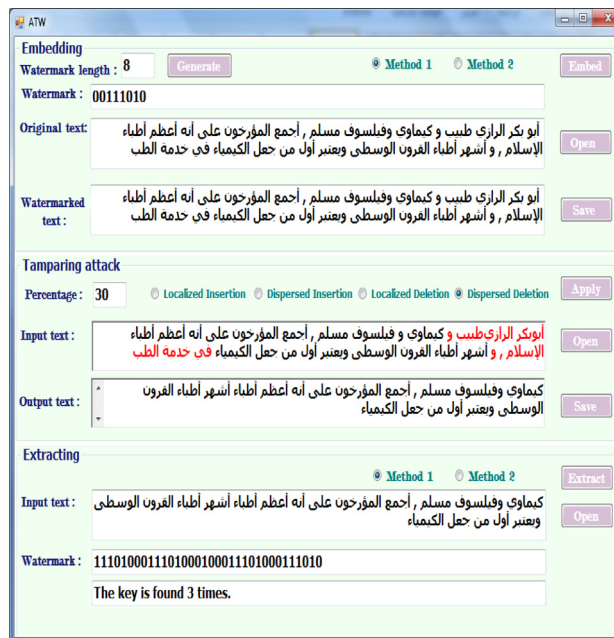 ATW
Embedding
Watermark length : 8 Generate Method 1 Method 2 Embed
Watermark : 00111010
Original text: أبو بكر الرازي طبيب و كيماوي وفيلسوف مسلم , أجمع المؤرخون على أنه أعظم أطباء
الإسلام , و أشهر أطباء القرون الوسطى ويعتبر أول من جعل الكيمياء في خدمة الطب
Open
Watermarked text : أبو بكر الرازي طبيب و كيماوي وفيلسوف مسلم , أجمع المؤرخون على أنه أعظم أطباء
الإسلام , و أشهر أطباء القرون الوسطى ويعتبر أول من جعل الكيمياء في خدمة الطب
Save
Tamparing attack
Percentage : 30 Localized Insertion Dispersed Insertion Localized Deletion Dispersed Deletion Apply
Input text : أبوبكر الرازيطبيب و كيماوي و فيلسوف مسلم , أجمع المؤرخون على أنه أعظم أطباء
الإسلام , و أشهر أطباء القرون الوسطى ويعتبر أول من جعل الكيمياء في خدمة الطب
Open
Output text : كيماوي وفيلسوف مسلم , أجمع المؤرخون على أنه أعظم أطباء أشهر أطباء القرون
الوسطى ويعتبر أول من جعل الكيمياء
Save
Extracting
Method 1 Method 2 Extract
Input text : كيماوي وفيلسوف مسلم , أجمع المؤرخون على أنه أعظم أطباء أشهر أطباء القرون الوسطى
ويعتبر أول من جعل الكيمياء
Open
Watermark : 1110100011101000100011101000111010
The key is found 3 times.